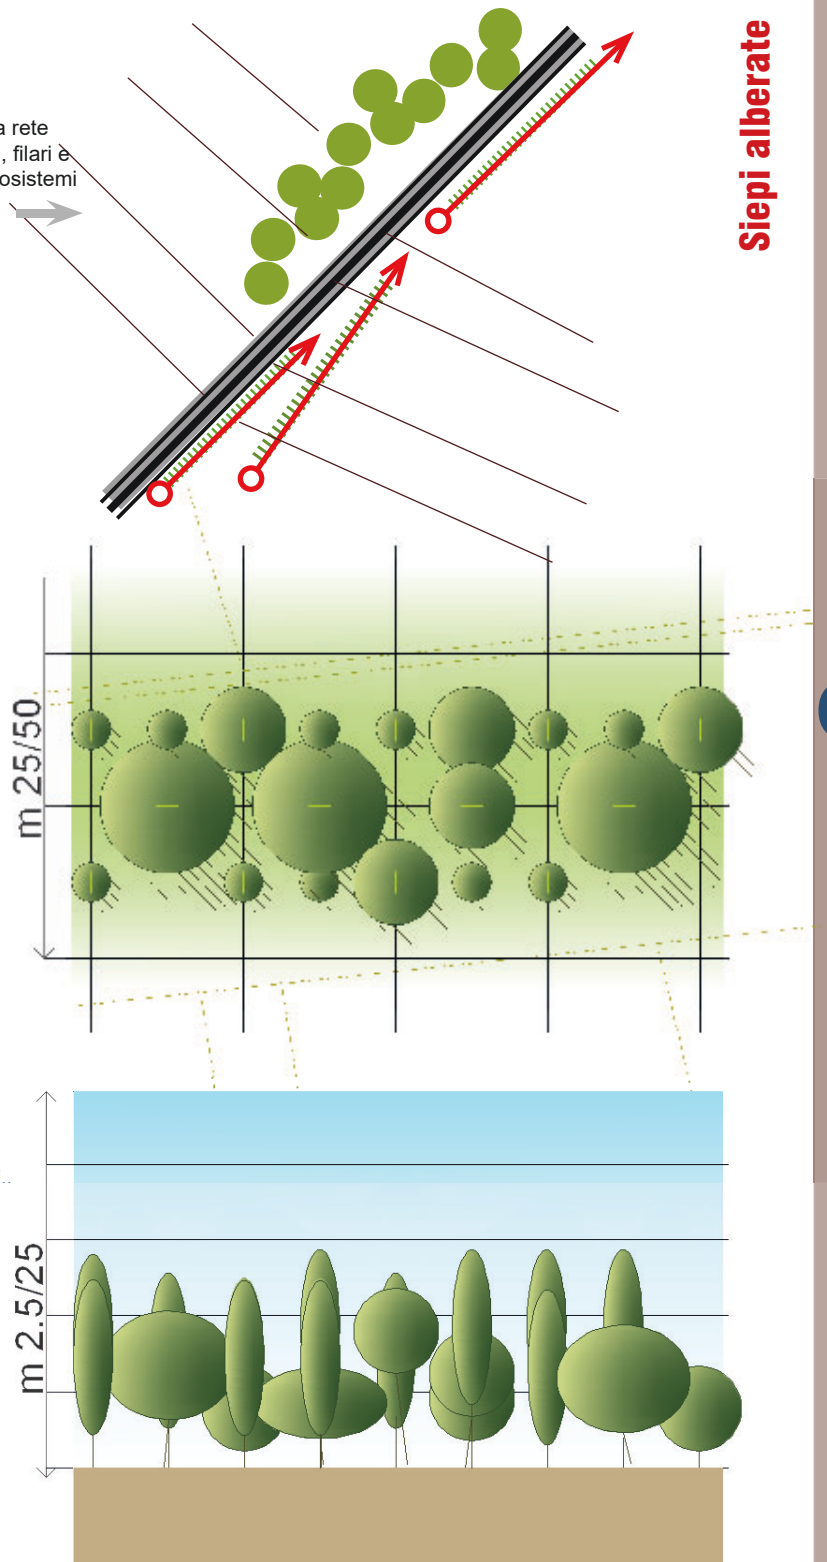 a rete
, filari e
osistemi
Siepi alberate
m 25/50
m 2.5/25